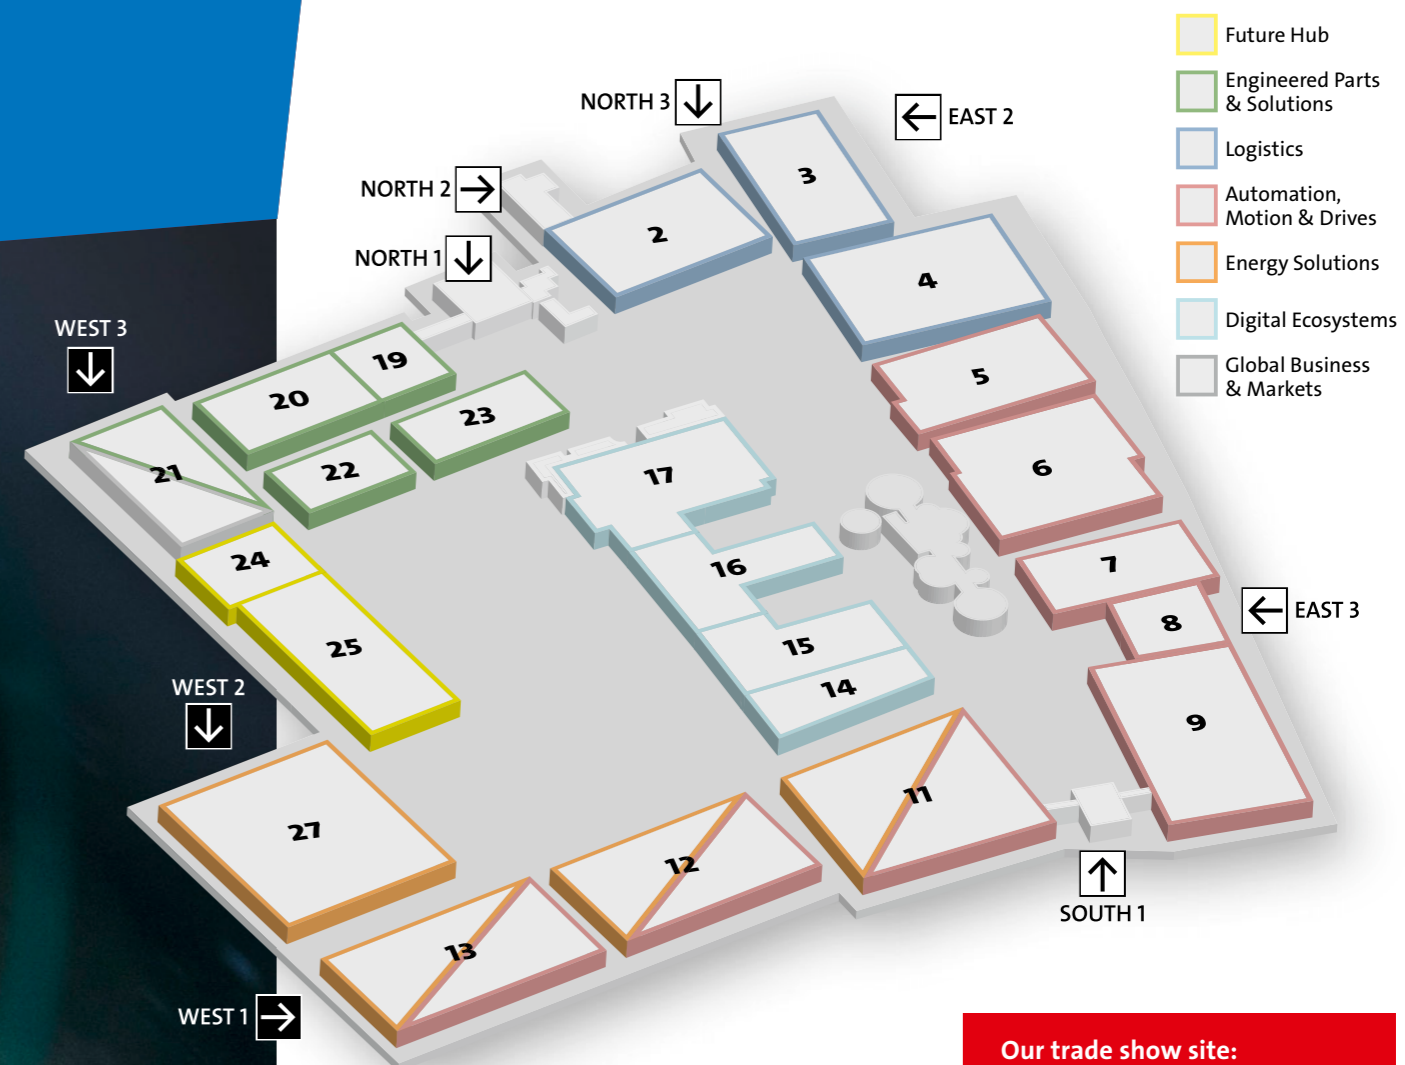 Future Hub
Engineered Parts
& Solutions
Logistics
Automation,
Motion & Drives
Energy Solutions
Digital Ecosystems
Global Business
& Markets
NORTH 3
EAST 2
NORTH 2
NORTH 1
WEST 3
3
2
4
19
20
5
23
22
21
17
6
24
16
7
EAST 3
8
25
15
14
WEST 2
9
11
27
12
SOUTH 1
13
WEST 1
Our trade show site: